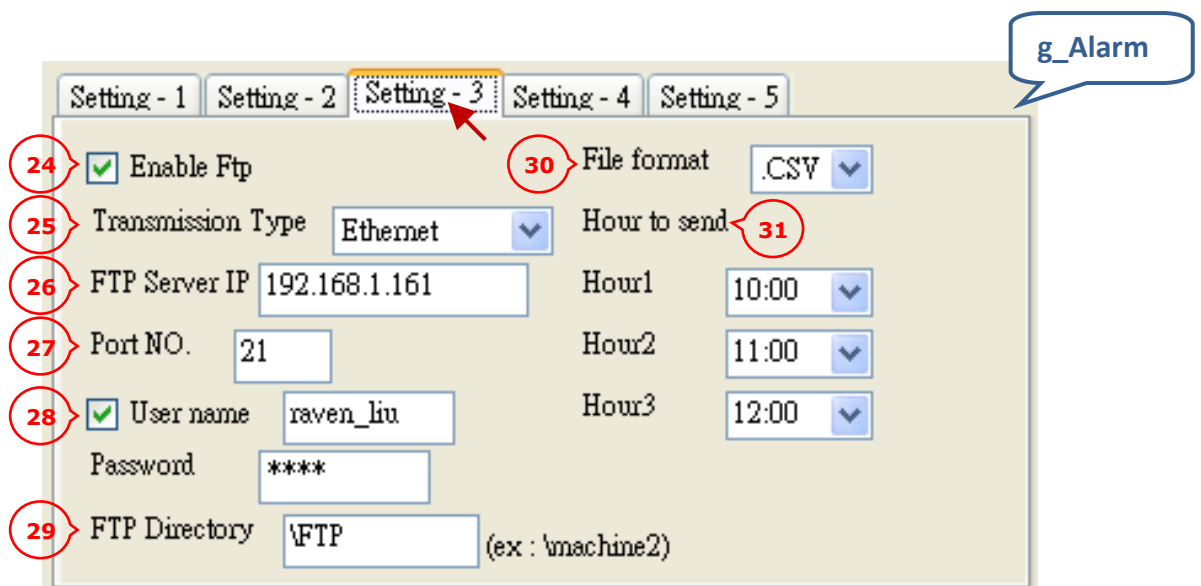 g_Alarm
Setting - 1 Setting - 2 Setting - 3 Setting - 4 Setting - 5
24 Enable Ftp 30 File format .CSV
25 Transmission Type Ethernet Hour to send 31
26 FTP Server IP 192.168.1.161 Hour1 10:00
27 Port NO. 21 Hour2 11:00
28 User name raven_liu Hour3 12:00
Password ****
29 FTP Directory \FTP (ex : \machine2)